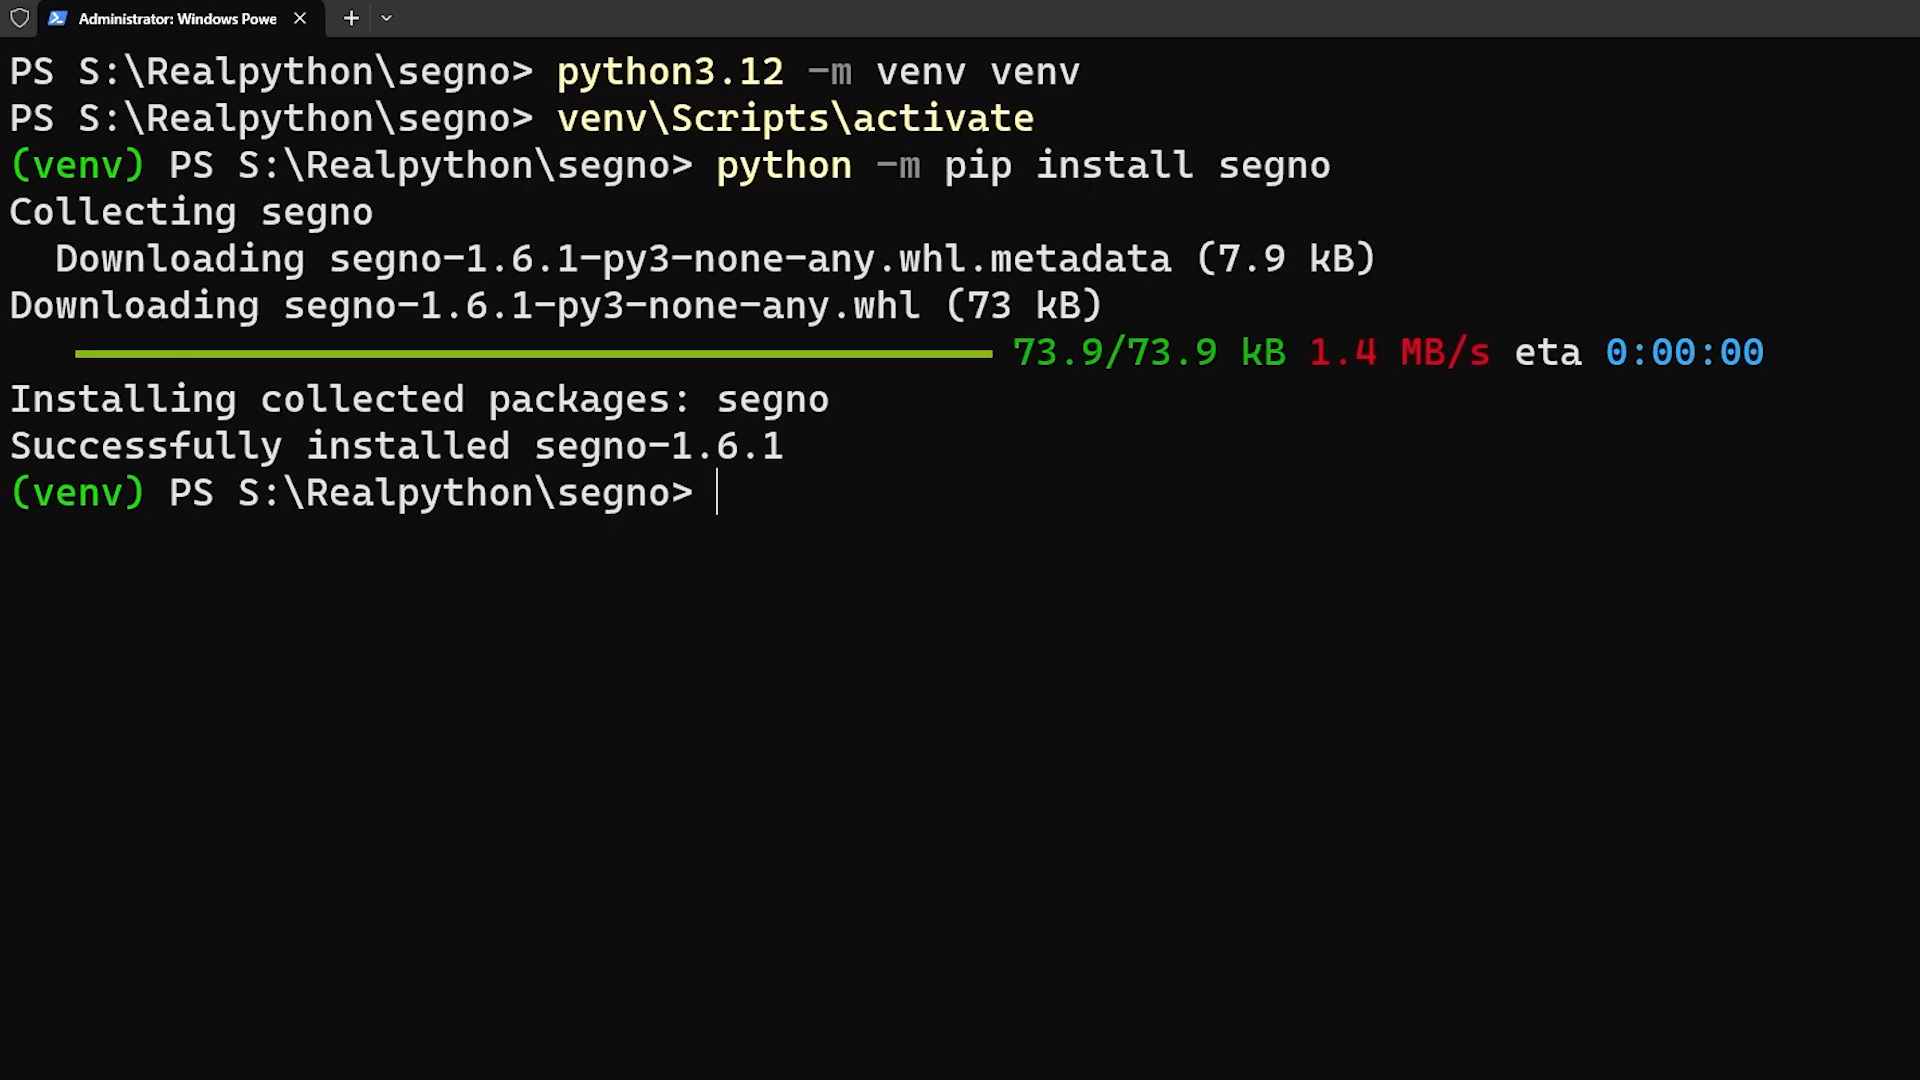 Administrator: Windows Powe
PS S:\Realpython\segno> python3.12 -m venv venv
PS S:\Realpython\segno> venv\Scripts\activate
(venv) PS S:\Realpython\segno> python -m pip install segno
Collecting segno
  Downloading segno-1.6.1-py3-none-any.whl.metadata (7.9 kB)
Downloading segno-1.6.1-py3-none-any.whl (73 kB)
73.9/73.9 kB 1.4 MB/s eta 0:00:00
Installing collected packages: segno
Successfully installed segno-1.6.1
(venv) PS S:\Realpython\segno>